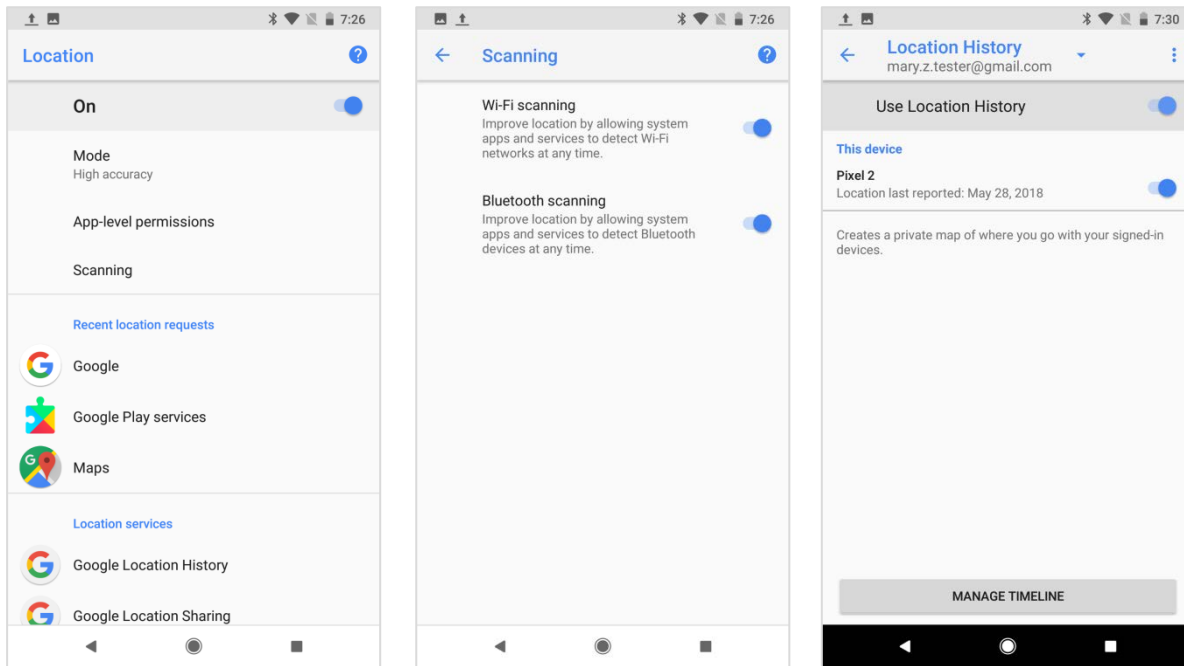 7:26
Location
On
Mode
High accuracy
App-level permissions
Scanning
Recent location requests
Google
Google Play services
Maps
Location services
Google Location History
Google Location Sharing
7:26
Scanning
Wi-Fi scanning
Improve location by allowing system
apps and services to detect Wi-Fi
networks at any time.
Bluetooth scanning
Improve location by allowing system
apps and services to detect Bluetooth
devices at any time.
7:30
Location History
mary.z.tester@gmail.com
Use Location History
This device
Pixel 2
Location last reported: May 28, 2018
Creates a private map of where you go with your signed-in
devices.
MANAGE TIMELINE